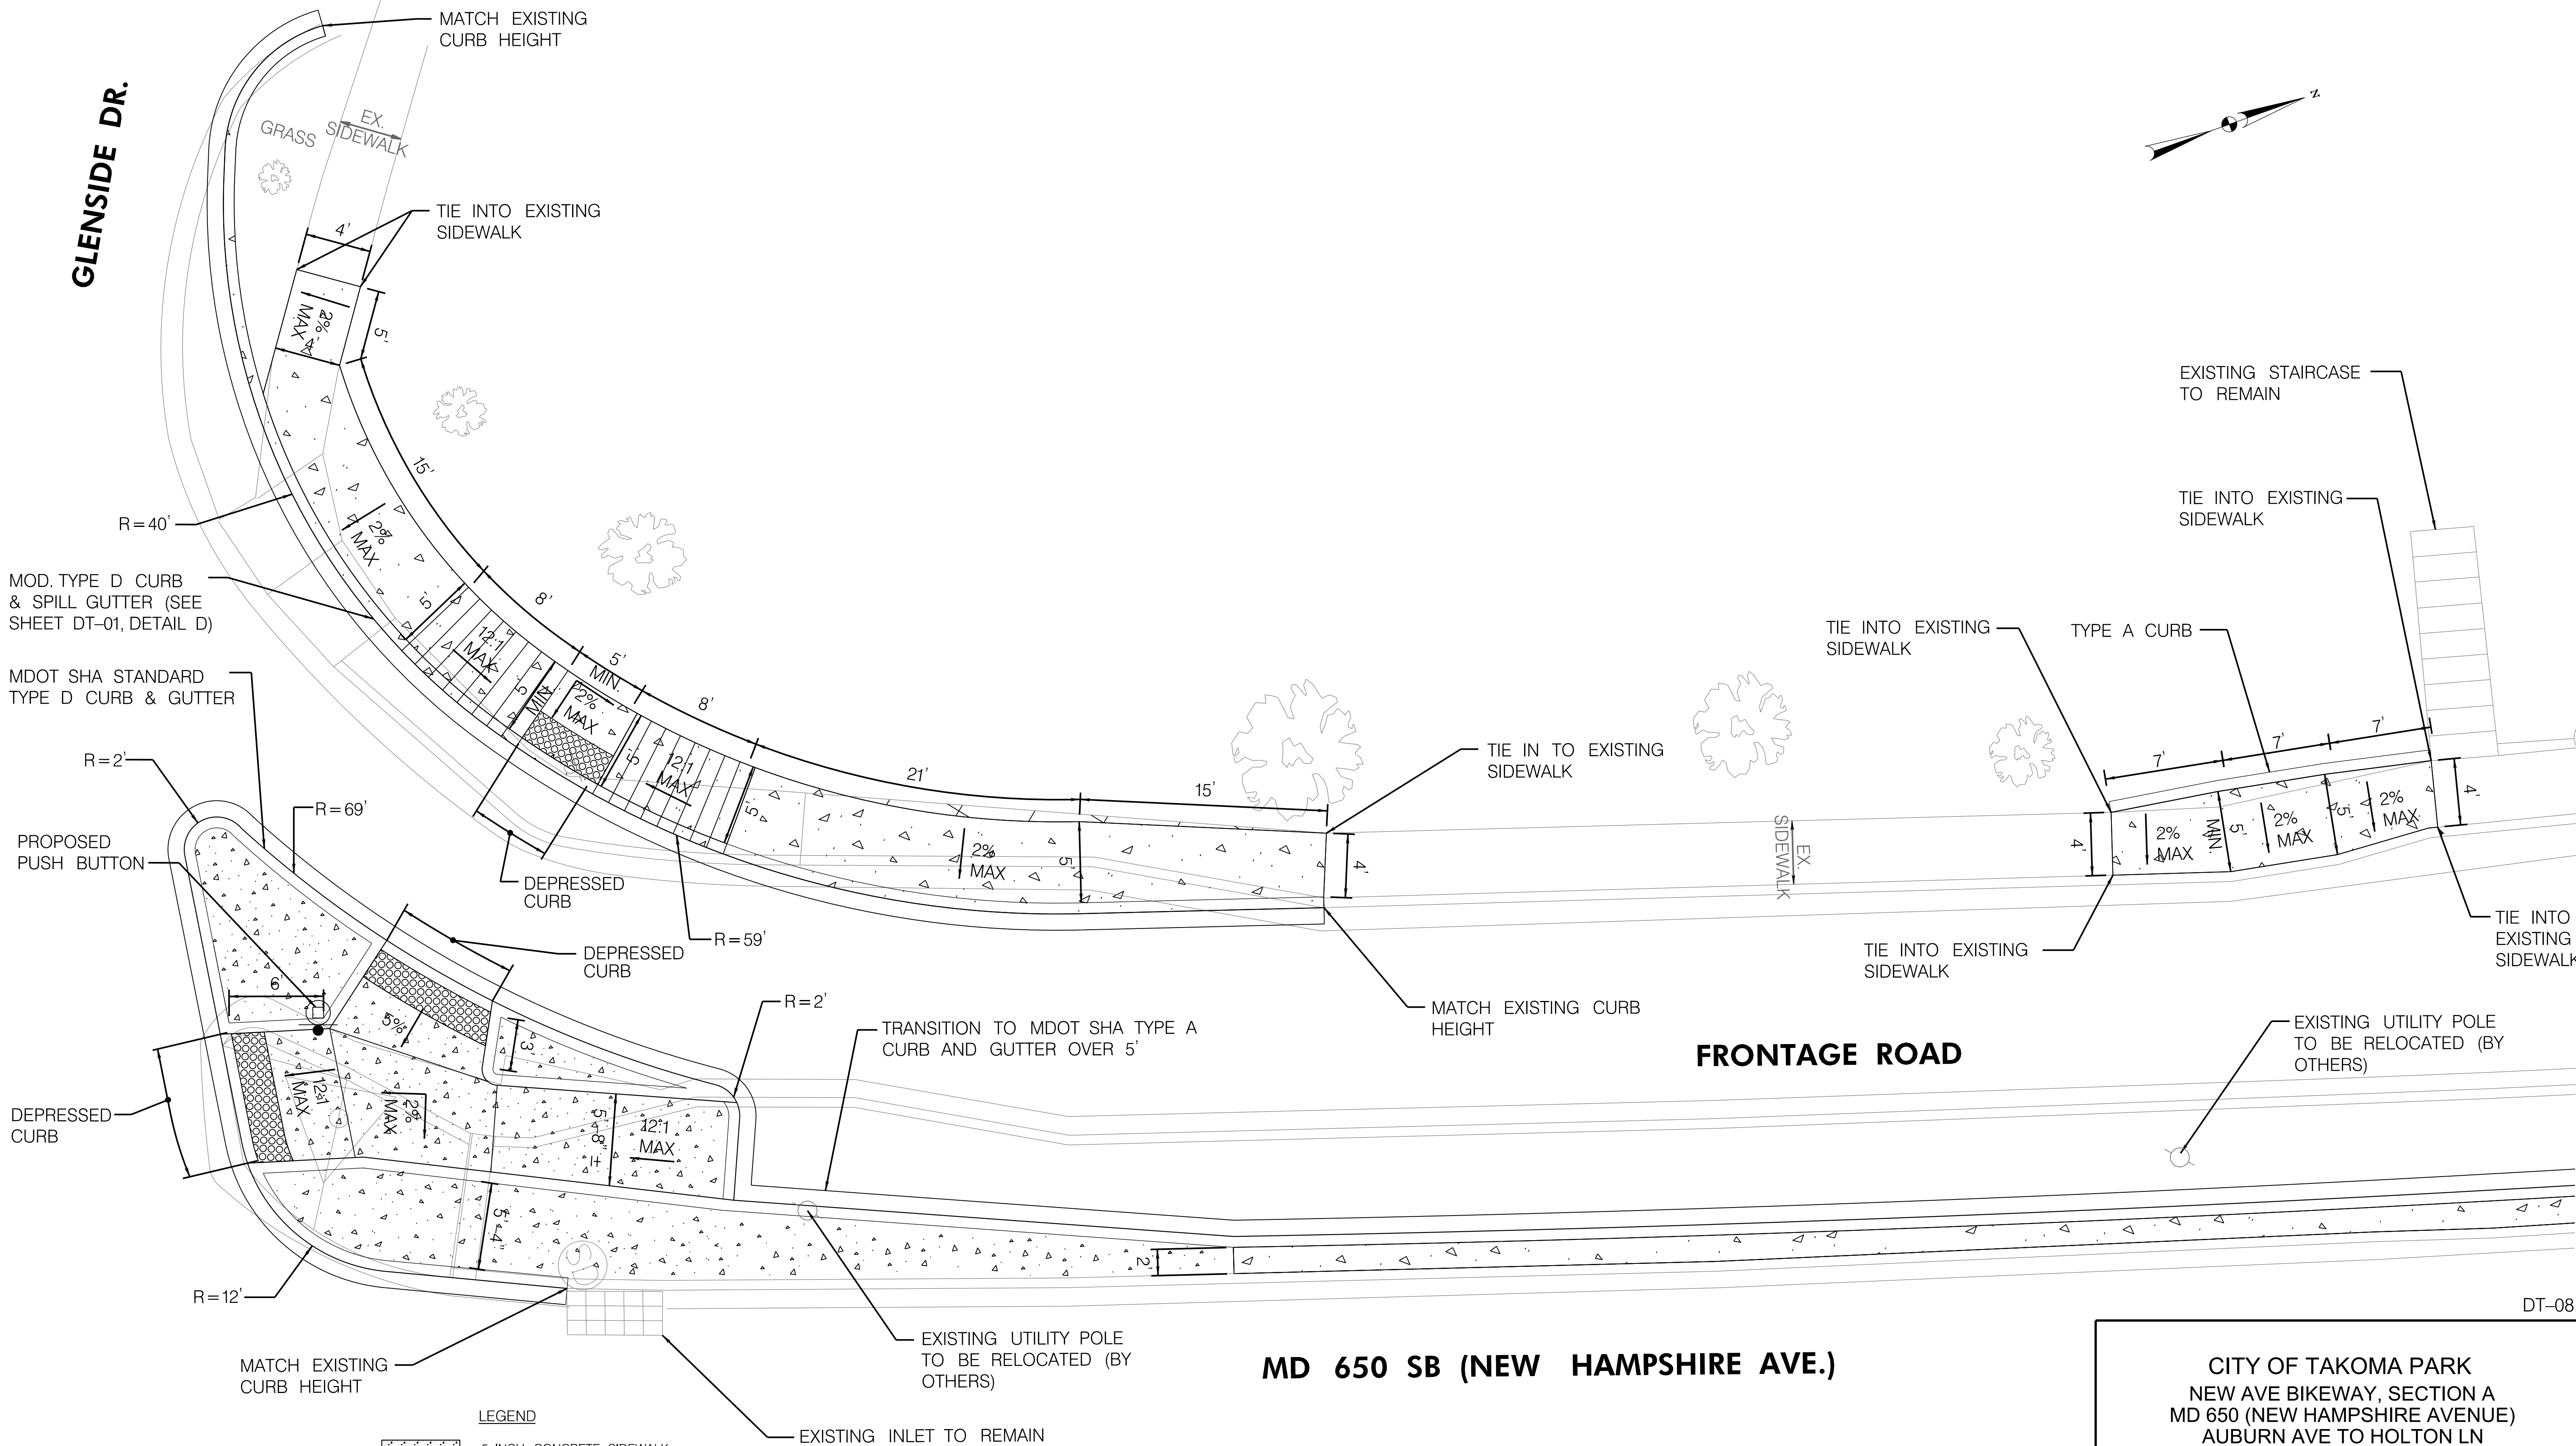 MATCH EXISTING
CURB HEIGHT
GLENSIDE DR.
EX.
SIDEWALK
GRASS
N
TIE INTO EXISTING
SIDEWALK
4'
5'
2%
MAX
4'
EXISTING STAIRCASE
TO REMAIN
15'
R=40'
TIE INTO EXISTING
SIDEWALK
2%
MAX
MOD. TYPE D CURB
& SPILL GUTTER (SEE
SHEET DT-01, DETAIL D)
8'
5'
12:1
MAX
TIE INTO EXISTING
SIDEWALK
TYPE A CURB
5'
MIN.
MDOT SHA STANDARD
TYPE D CURB & GUTTER
5'
2%
MAX
8'
7'
7'
7'
R=2'
5'
12:1
MAX
21'
15'
TIE IN TO EXISTING
SIDEWALK
R=69'
5'
4'
2%
MAX
MIN
5'
2%
MAX
5'
2%
MAX
4'
PROPOSED
PUSH BUTTON
2%
MAX
5'
4'
EX.
SIDEWALK
DEPRESSED
CURB
R=59'
TIE INTO
EXISTING
TIE INTO EXISTING
SIDEWALK
DEPRESSED
CURB
6'
R=2'
MATCH EXISTING CURB
HEIGHT
TRANSITION TO MDOT SHA TYPE A
CURB AND GUTTER OVER 5'
FRONTAGE ROAD
EXISTING UTILITY POLE
TO BE RELOCATED (BY
OTHERS)
5%
3'
DEPRESSED
CURB
12:1
MAX
2%
MAX
5'-8" ±
12:1
MAX
5'-4"
2'
R=12'
DT-08
EXISTING UTILITY POLE
TO BE RELOCATED (BY
OTHERS)
MD 650 SB (NEW HAMPSHIRE AVE.)
MATCH EXISTING
CURB HEIGHT
EXISTING INLET TO REMAIN
LEGEND
CITY OF TAKOMA PARK
NEW AVE BIKEWAY, SECTION A
MD 650 (NEW HAMPSHIRE AVENUE)
AUBURN AVE TO HOLTON LN